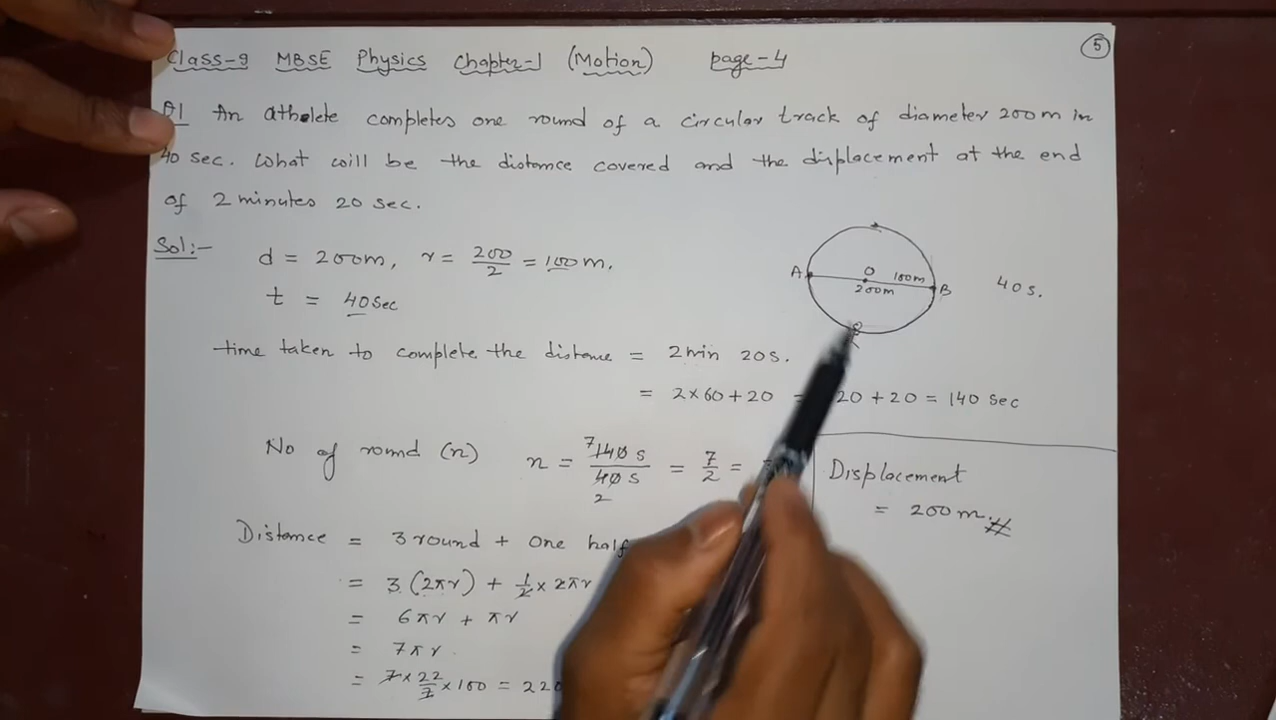 Class-9 MBSE Physics Chapter-1 (Motion) page-4
5
Q1 An athelete completes one round of a circular track of diameter 200m in
40 sec. What will be the distance covered and the displacement at the end
of 2 minutes 20 sec.
Sol:-
d = 200m, r = 200/2 = 100m.
t = 40sec
A O 100m B
200m
40s.
time taken to complete the distance = 2min 20s.
= 2×60+20 = 20 + 20 = 140 sec
No of round (n) n = 7 140 s / 40 s 2 = 7/2 =
Displacement
= 200m.
Distance = 3 round + one half
= 3 (2πr) + 1/2 × 2πr
= 6πr + πr
= 7πr.
= 7 × 22/7 × 100 = 220